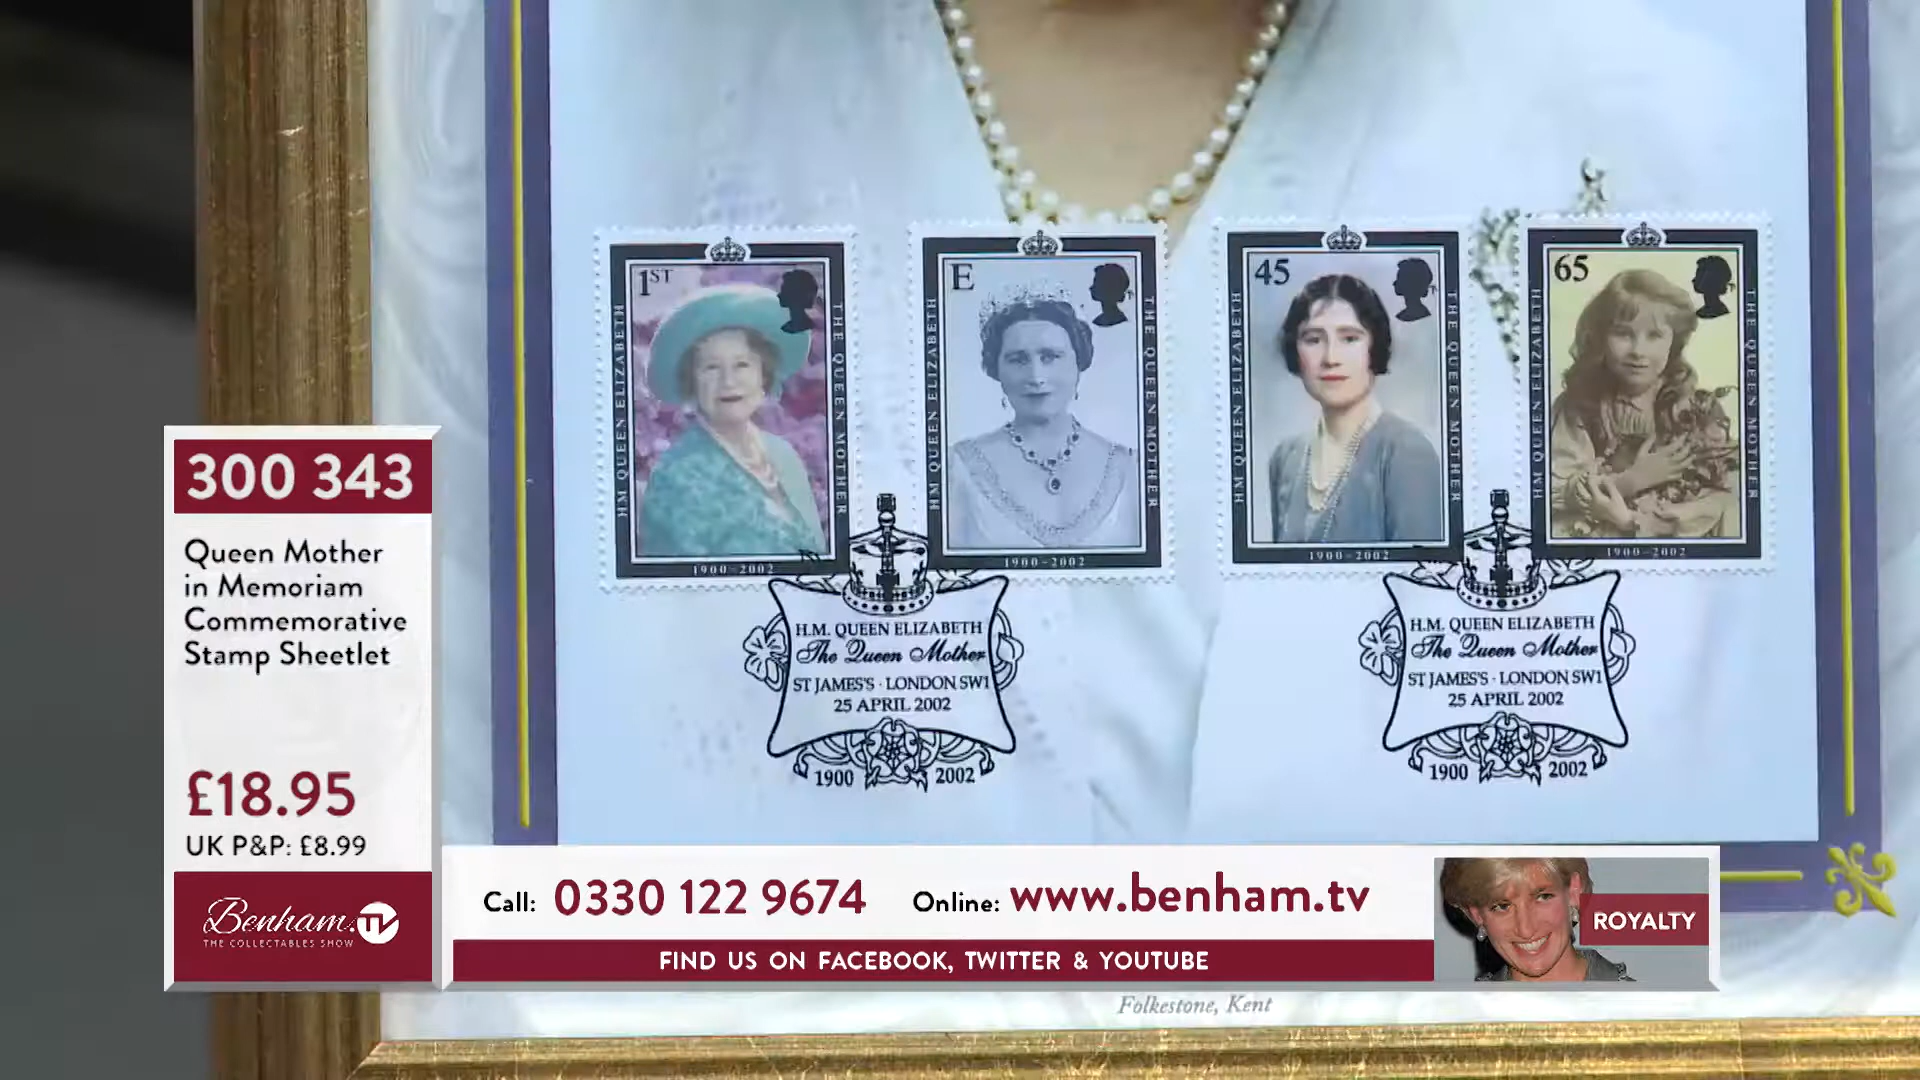 1ST
HM QUEEN ELIZABETH
THE QUEEN MOTHER
1900-2002
E
HM QUEEN ELIZABETH
THE QUEEN MOTHER
1900-2002
45
HM QUEEN ELIZABETH
THE QUEEN MOTHER
1900-2002
65
HM QUEEN ELIZABETH
THE QUEEN MOTHER
1900-2002
H.M. QUEEN ELIZABETH
The Queen Mother
ST JAMES'S · LONDON SW1
25 APRIL 2002
1900 2002
H.M. QUEEN ELIZABETH
The Queen Mother
ST JAMES'S · LONDON SW1
25 APRIL 2002
1900 2002
300 343
Queen Mother
in Memoriam
Commemorative
Stamp Sheetlet
£18.95
UK P&P: £8.99
Benham.TV
THE COLLECTABLES SHOW
Call: 0330 122 9674 Online: www.benham.tv
ROYALTY
FIND US ON FACEBOOK, TWITTER & YOUTUBE
Folkestone, Kent